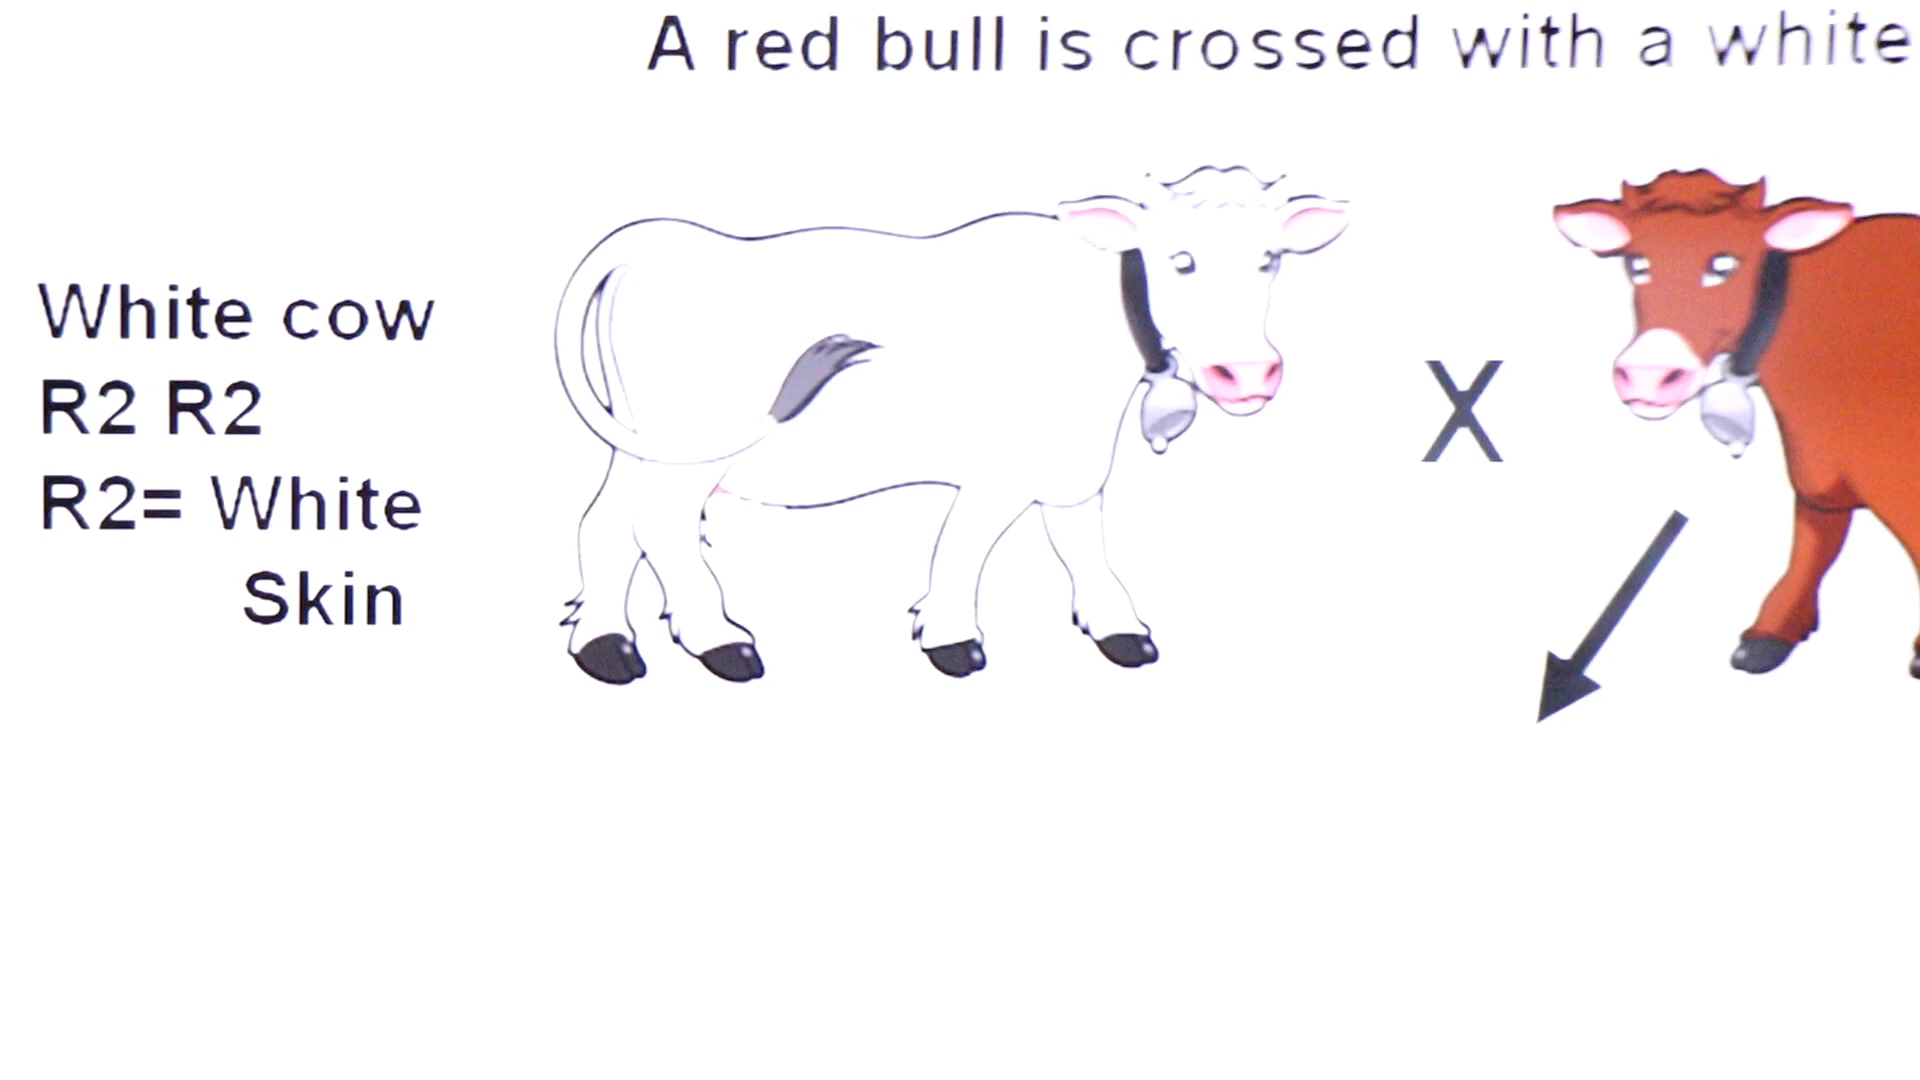 A red bull is crossed with a white
White cow
R2 R2
R2= White
Skin
X